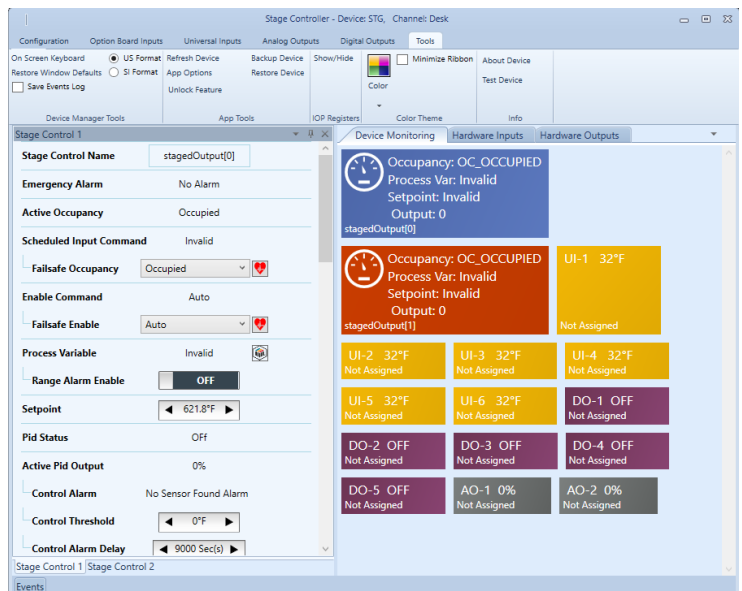 Stage Controller - Device: STG, Channel: Desk
Configuration Option Board Inputs Universal Inputs Analog Outputs Digital Outputs Tools
On Screen Keyboard US Format Refresh Device Backup Device Show/Hide Minimize Ribbon About Device
Restore Window Defaults SI Format App Options Restore Device Test Device
Save Events Log Unlock Feature Color
Device Manager Tools App Tools IOP Registers Color Theme Info
Stage Control 1
Stage Control Name stagedOutput[0]
Emergency Alarm No Alarm
Active Occupancy Occupied
Scheduled Input Command Invalid
Failsafe Occupancy Occupied
Enable Command Auto
Failsafe Enable Auto
Process Variable Invalid
Range Alarm Enable OFF
Setpoint 621.8°F
Pid Status OFf
Active Pid Output 0%
Control Alarm No Sensor Found Alarm
Control Threshold 0°F
Control Alarm Delay 9000 Sec(s)
Stage Control 1 Stage Control 2
Events
Device Monitoring Hardware Inputs Hardware Outputs
Occupancy: OC_OCCUPIED
Process Var: Invalid
Setpoint: Invalid
Output: 0
stagedOutput[0]
Occupancy: OC_OCCUPIED
Process Var: Invalid
Setpoint: Invalid
Output: 0
stagedOutput[1]
UI-1 32°F
Not Assigned
UI-2 32°F UI-3 32°F UI-4 32°F
Not Assigned Not Assigned Not Assigned
UI-5 32°F UI-6 32°F DO-1 OFF
Not Assigned Not Assigned Not Assigned
DO-2 OFF DO-3 OFF DO-4 OFF
Not Assigned Not Assigned Not Assigned
DO-5 OFF AO-1 0% AO-2 0%
Not Assigned Not Assigned Not Assigned